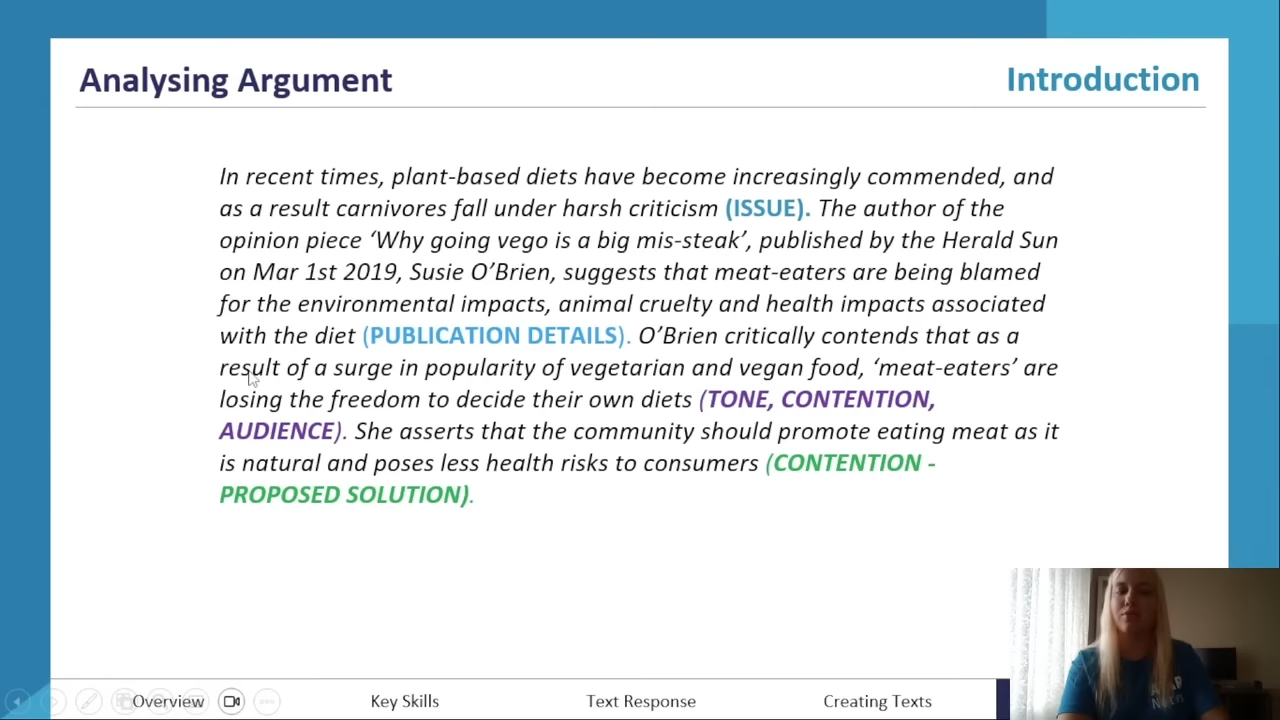 Analysing Argument
Introduction
In recent times, plant-based diets have become increasingly commended, and
as a result carnivores fall under harsh criticism (ISSUE). The author of the
opinion piece ‘Why going vego is a big mis-steak’, published by the Herald Sun
on Mar 1st 2019, Susie O’Brien, suggests that meat-eaters are being blamed
for the environmental impacts, animal cruelty and health impacts associated
with the diet (PUBLICATION DETAILS). O’Brien critically contends that as a
result of a surge in popularity of vegetarian and vegan food, ‘meat-eaters’ are
losing the freedom to decide their own diets (TONE, CONTENTION,
AUDIENCE). She asserts that the community should promote eating meat as it
is natural and poses less health risks to consumers (CONTENTION -
PROPOSED SOLUTION).
Overview
Key Skills
Text Response
Creating Texts